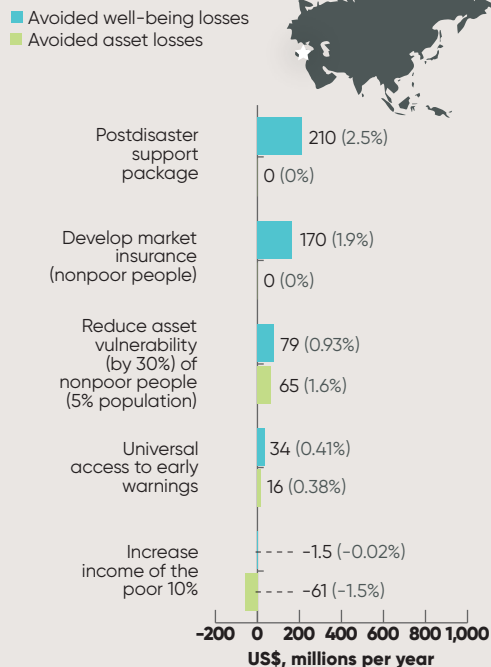 Avoided well-being losses
Avoided asset losses
Postdisaster
support
package
210 (2.5%)
0 (0%)
Develop market
insurance
(nonpoor people)
170 (1.9%)
0 (0%)
Reduce asset
vulnerability
(by 30%) of
nonpoor people
(5% population)
79 (0.93%)
65 (1.6%)
Universal
access to early
warnings
34 (0.41%)
16 (0.38%)
Increase
income of the
poor 10%
-1.5 (-0.02%)
-61 (-1.5%)
-200 0 200 400 600 800 1,000
US$, millions per year